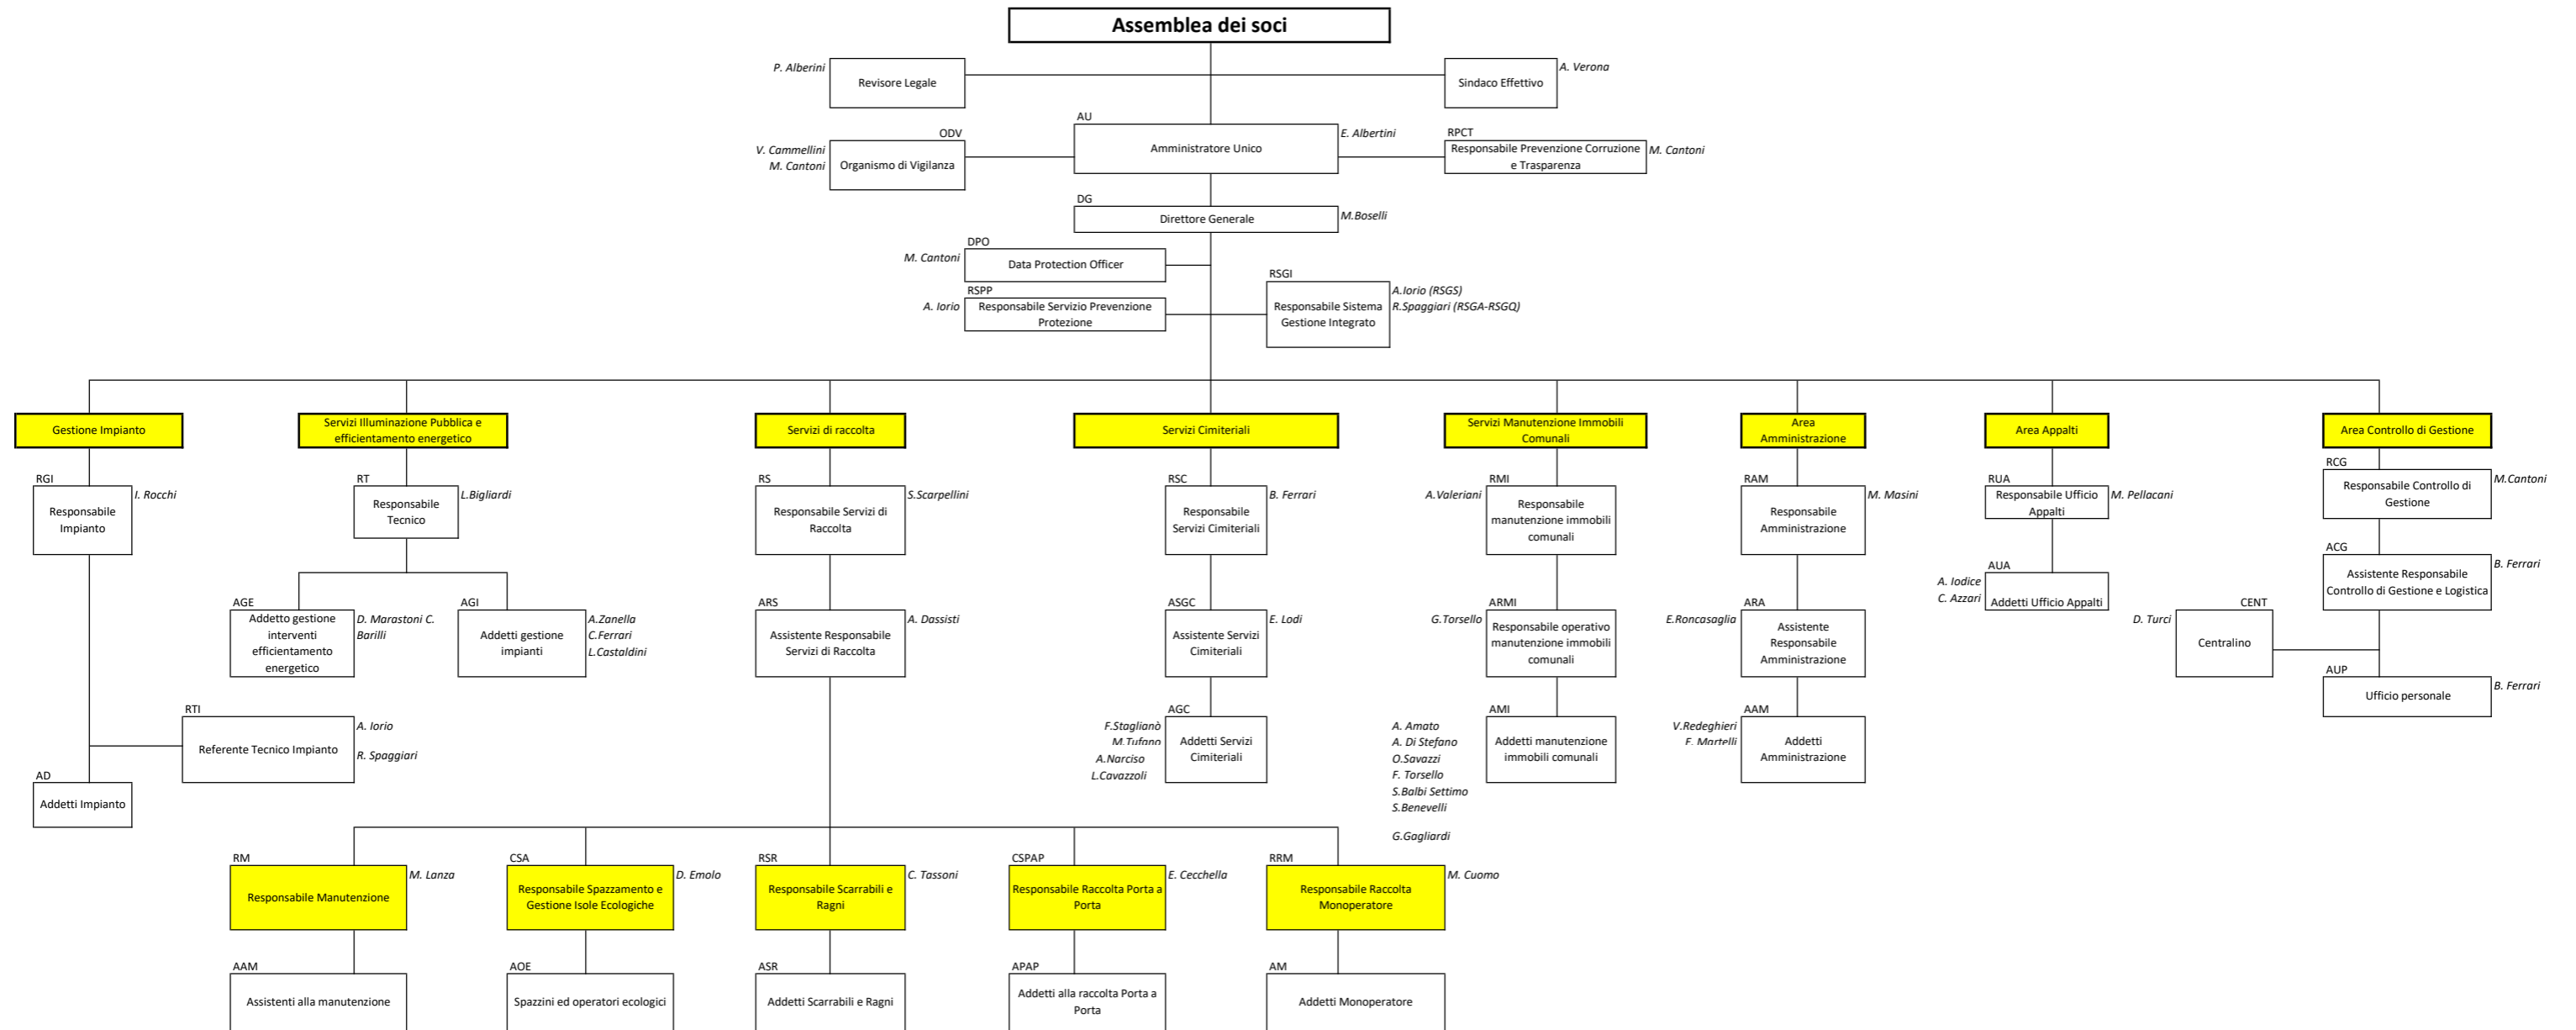 Assemblea dei soci
P. Alberini
Revisore Legale
Sindaco Effettivo
A. Verona
AU
Amministratore Unico
E. Albertini
ODV
V. Cammellini
M. Cantoni
Organismo di Vigilanza
RPCT
Responsabile Prevenzione Corruzione
e Trasparenza
M. Cantoni
DG
Direttore Generale
M.Boselli
DPO
M. Cantoni
Data Protection Officer
RSPP
A. Iorio
Responsabile Servizio Prevenzione
Protezione
RSGI
Responsabile Sistema
Gestione Integrato
A.Iorio (RSGS)
R.Spaggiari (RSGA-RSGQ)
Gestione Impianto
Servizi Illuminazione Pubblica e
efficientamento energetico
Servizi di raccolta
Servizi Cimiteriali
Servizi Manutenzione Immobili
Comunali
Area
Amministrazione
Area Appalti
Area Controllo di Gestione
RGI
Responsabile
Impianto
I. Rocchi
RT
Responsabile
Tecnico
L.Bigliardi
RS
Responsabile Servizi di
Raccolta
S.Scarpellini
RSC
Responsabile
Servizi Cimiteriali
B. Ferrari
A.Valeriani
RMI
Responsabile
manutenzione immobili
comunali
RAM
Responsabile
Amministrazione
M. Masini
RUA
Responsabile Ufficio
Appalti
M. Pellacani
RCG
Responsabile Controllo di
Gestione
M.Cantoni
AGE
Addetto gestione
interventi
efficientamento
energetico
D. Marastoni C.
Barilli
AGI
Addetti gestione
impianti
A.Zanella
C.Ferrari
L.Castaldini
ARS
Assistente Responsabile
Servizi di Raccolta
A. Dassisti
ASGC
Assistente Servizi
Cimiteriali
E. Lodi
G.Torsello
ARMI
Responsabile operativo
manutenzione immobili
comunali
E.Roncasaglia
ARA
Assistente
Responsabile
Amministrazione
A. Iodice
C. Azzari
AUA
Addetti Ufficio Appalti
ACG
Assistente Responsabile
Controllo di Gestione e Logistica
B. Ferrari
D. Turci
CENT
Centralino
AUP
Ufficio personale
B. Ferrari
RTI
Referente Tecnico Impianto
A. Iorio
R. Spaggiari
AD
Addetti Impianto
F.Staglianò
M.Tufano
A.Narciso
L.Cavazzoli
AGC
Addetti Servizi
Cimiteriali
A. Amato
A. Di Stefano
O.Savazzi
F. Torsello
S.Balbi Settimo
S.Benevelli
G.Gagliardi
AMI
Addetti manutenzione
immobili comunali
V.Redeghieri
F. Martelli
AAM
Addetti
Amministrazione
RM
Responsabile Manutenzione
M. Lanza
CSA
Responsabile Spazzamento e
Gestione Isole Ecologiche
D. Emolo
RSR
Responsabile Scarrabili e
Ragni
C. Tassoni
CSPAP
Responsabile Raccolta Porta a
Porta
E. Cecchella
RRM
Responsabile Raccolta
Monoperatore
M. Cuomo
AAM
Assistenti alla manutenzione
AOE
Spazzini ed operatori ecologici
ASR
Addetti Scarrabili e Ragni
APAP
Addetti alla raccolta Porta a
Porta
AM
Addetti Monoperatore